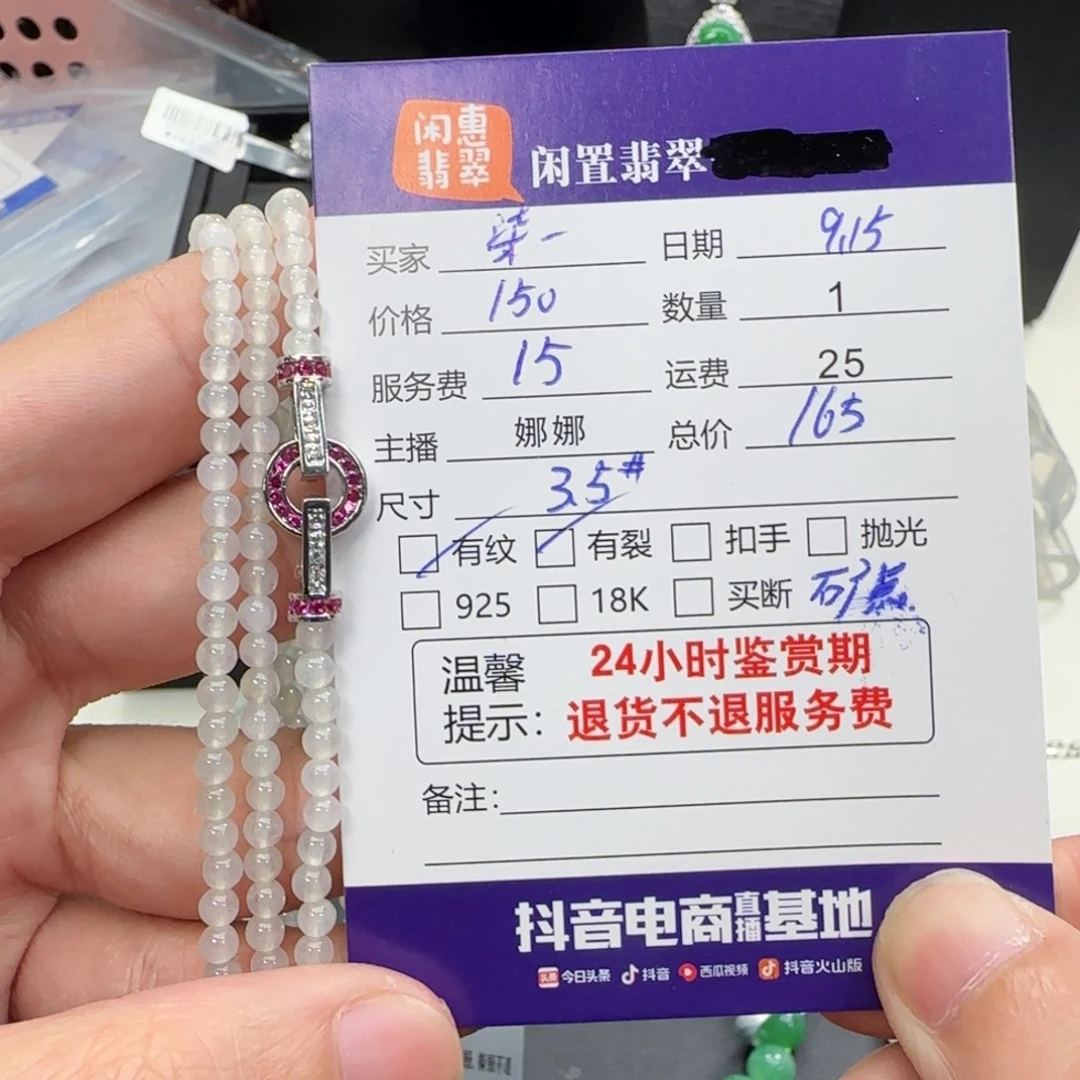 闲惠
翡翠
闲置翡翠
买家 柒一 日期 9.15
价格 150 数量 1
服务费 15 运费 25
主播 娜娜 总价 165
尺寸 3.5#
有纹 有裂 扣手 抛光
925 18K 买断 石纹
温馨 24小时鉴赏期
提示： 退货不退服务费
备注：
抖音电商直播基地
头条 今日头条 抖音 西瓜视频 抖音火山版